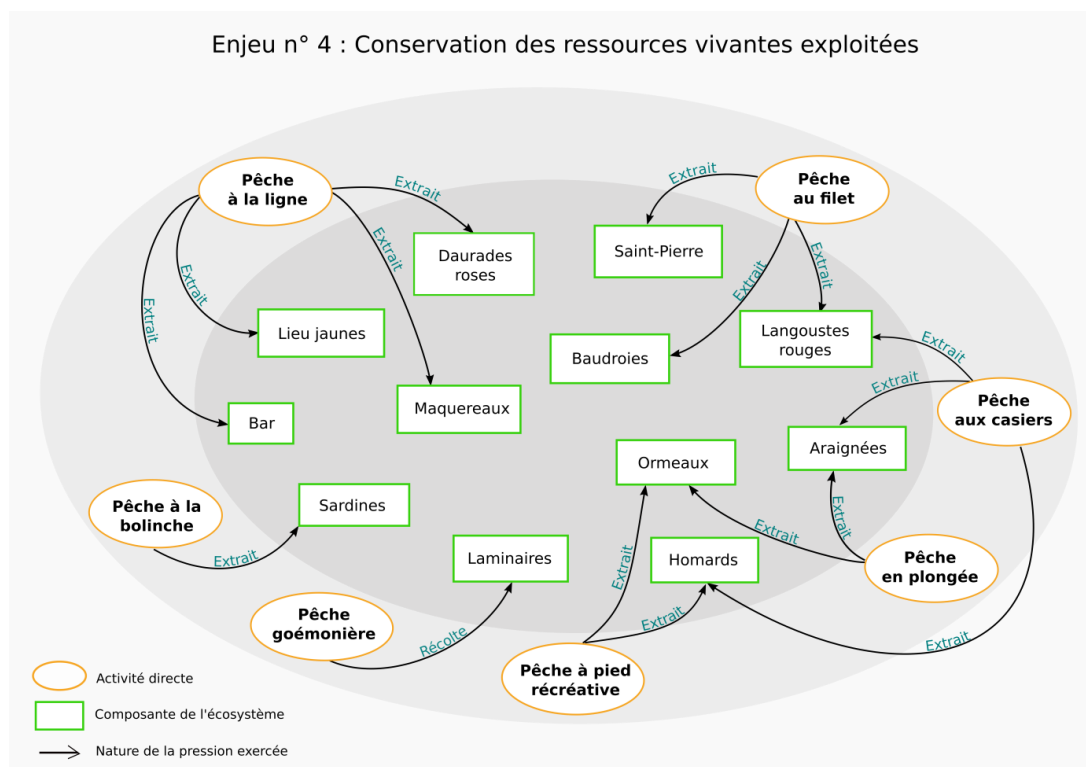 Enjeu n° 4 : Conservation des ressources vivantes exploitées
Pêche
à la ligne
Extrait
Extrait
Extrait
Extrait
Daurades
roses
Lieu jaunes
Maquereaux
Bar
Pêche
au filet
Extrait
Extrait
Extrait
Saint-Pierre
Baudroies
Langoustes
rouges
Pêche
aux casiers
Extrait
Extrait
Extrait
Araignées
Ormeaux
Homards
Pêche
en plongée
Extrait
Extrait
Pêche à la
bolinche
Extrait
Sardines
Pêche
goémonière
Récolte
Laminaires
Pêche à pied
récréative
Extrait
Extrait
Activité directe
Composante de l'écosystème
Nature de la pression exercée